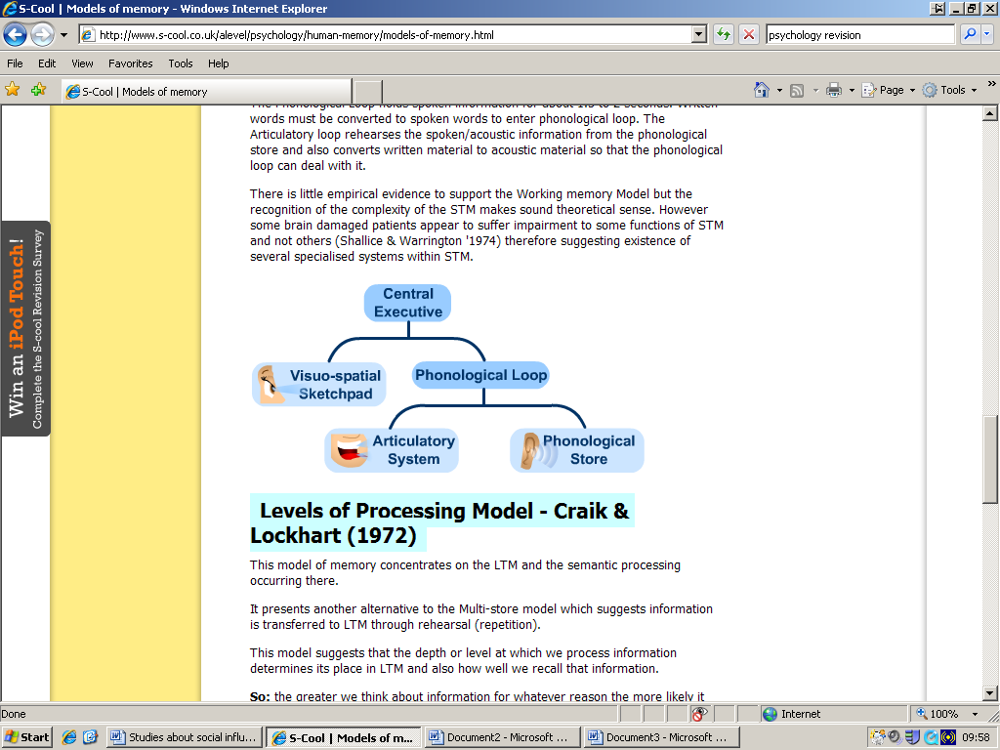 S-Cool | Models of memory - Windows Internet Explorer
http://www.s-cool.co.uk/alevel/psychology/human-memory/models-of-memory.html
psychology revision
File Edit View Favorites Tools Help
S-Cool | Models of memory
Page Tools
The Phonological Loop holds spoken information for about 1.5 to 2 seconds. Written
words must be converted to spoken words to enter phonological loop. The
Articulatory loop rehearses the spoken/acoustic information from the phonological
store and also converts written material to acoustic material so that the phonological
loop can deal with it.
There is little empirical evidence to support the Working memory Model but the
recognition of the complexity of the STM makes sound theoretical sense. However
some brain damaged patients appear to suffer impairment to some functions of STM
and not others (Shallice & Warrington '1974) therefore suggesting existence of
several specialised systems within STM.
Win an iPod Touch!
Complete the S-cool Revision Survey
Central
Executive
Visuo-spatial
Sketchpad
Phonological Loop
Articulatory
System
Phonological
Store
Levels of Processing Model - Craik &
Lockhart (1972)
This model of memory concentrates on the LTM and the semantic processing
occurring there.
It presents another alternative to the Multi-store model which suggests information
is transferred to LTM through rehearsal (repetition).
This model suggests that the depth or level at which we process information
determines its place in LTM and also how well we recall that information.
So: the greater we think about information for whatever reason the more likely it
Done
Internet
100%
Start
Studies about social influ...
S-Cool | Models of m...
Document2 - Microsoft ...
Document3 - Microsoft ...
09:58